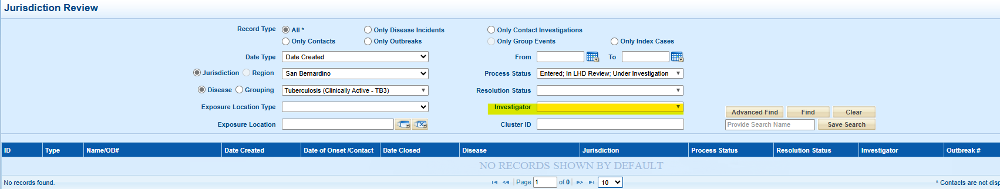 Jurisdiction Review
Record Type All * Only Disease Incidents Only Contact Investigations
Only Contacts Only Outbreaks Only Group Events Only Index Cases
Date Type Date Created From To
Jurisdiction Region San Bernardino Process Status Entered; In LHD Review; Under Investigation
Disease Grouping Tuberculosis (Clinically Active - TB3) Resolution Status
Exposure Location Type Investigator Advanced Find Find Clear
Exposure Location Cluster ID Provide Search Name Save Search
ID Type Name/OB# Date Created Date of Onset /Contact Date Closed Disease Jurisdiction Process Status Resolution Status Investigator Outbreak #
NO RECORDS SHOWN BY DEFAULT
No records found. Page 1 of 0 10 * Contacts are not disp